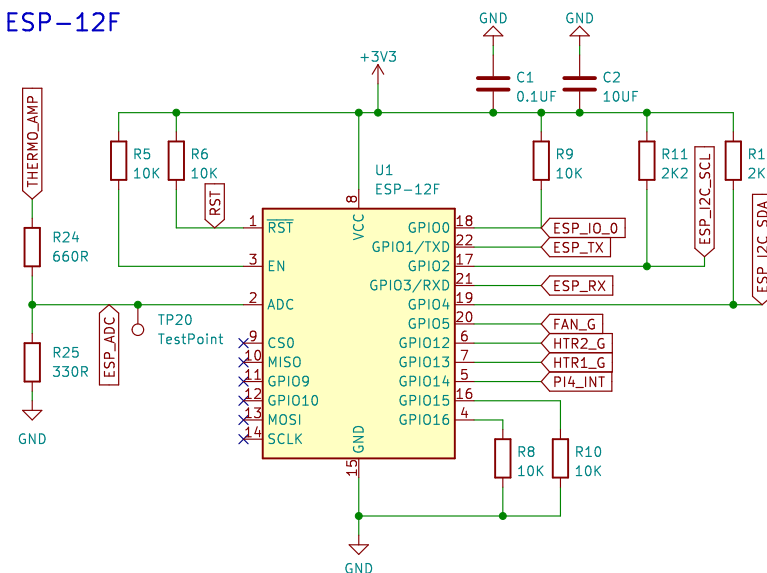 ESP-12F
GND
GND
+3V3
C1
0.1UF
C2
10UF
THERMO_AMP
R5
10K
R6
10K
RST
U1
ESP-12F
R9
10K
R11
2K2
ESP_I2C_SCL
R1
2K
ESP_I2C_SDA
R24
660R
R25
330R
GND
ESP_ADC
TP20
TestPoint
8
VCC
1
RST
3
EN
2
ADC
9
CS0
10
MISO
11
GPIO9
12
GPIO10
13
MOSI
14
SCLK
GPIO0
18
ESP_IO_0
GPIO1/TXD
22
ESP_TX
GPIO2
17
GPIO3/RXD
21
ESP_RX
GPIO4
19
GPIO5
20
FAN_G
GPIO12
6
HTR2_G
GPIO13
7
HTR1_G
GPIO14
5
PI4_INT
GPIO15
16
GPIO16
4
GND
15
R8
10K
R10
10K
GND